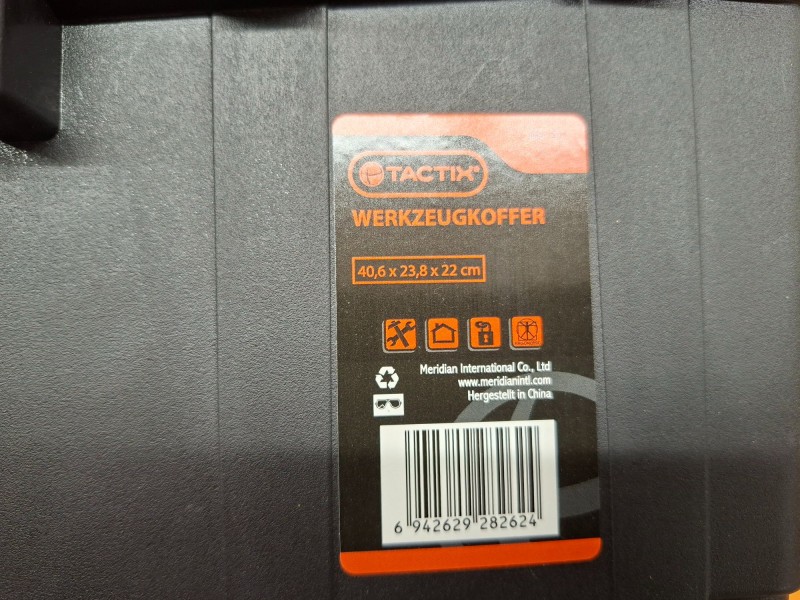 TACTIX
WERKZEUGKOFFER
40,6 x 23,8 x 22 cm
Meridian International Co., Ltd
www.meridianintl.com
Hergestellt in China
6 942629 282624